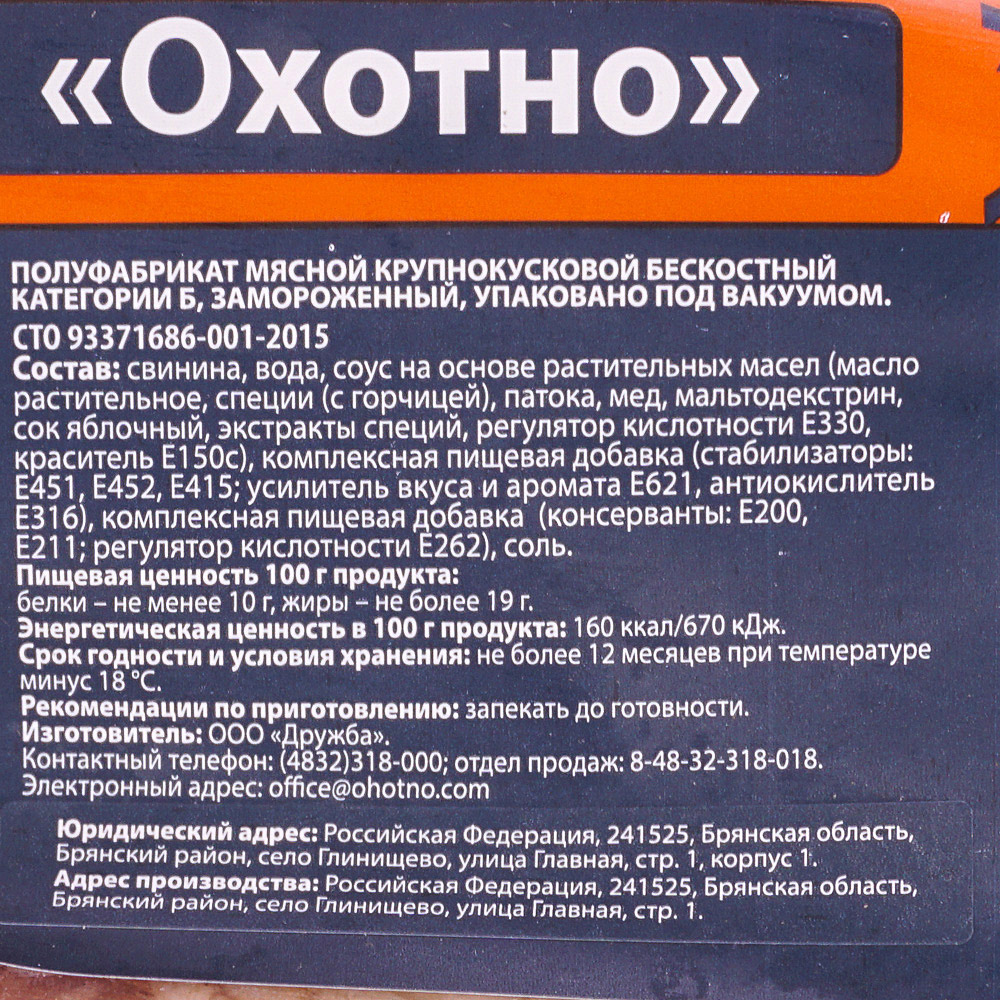 «Охотно»
ПОЛУФАБРИКАТ МЯСНОЙ КРУПНОКУСКОВОЙ БЕСКОСТНЫЙ
КАТЕГОРИИ Б, ЗАМОРОЖЕННЫЙ, УПАКОВАНО ПОД ВАКУУМОМ.
СТО 93371686-001-2015
Состав: свинина, вода, соус на основе растительных масел (масло
растительное, специи (с горчицей), патока, мед, мальтодекстрин,
сок яблочный, экстракты специй, регулятор кислотности Е330,
краситель Е150с), комплексная пищевая добавка (стабилизаторы:
Е451, Е452, Е415; усилитель вкуса и аромата Е621, антиокислитель
Е316), комплексная пищевая добавка (консерванты: Е200,
Е211; регулятор кислотности Е262), соль.
Пищевая ценность 100 г продукта:
белки – не менее 10 г, жиры – не более 19 г.
Энергетическая ценность в 100 г продукта: 160 ккал/670 кДж.
Срок годности и условия хранения: не более 12 месяцев при температуре
минус 18 °С.
Рекомендации по приготовлению: запекать до готовности.
Изготовитель: ООО «Дружба».
Контактный телефон: (4832)318-000; отдел продаж: 8-48-32-318-018.
Электронный адрес: office@ohotno.com
Юридический адрес: Российская Федерация, 241525, Брянская область,
Брянский район, село Глинищево, улица Главная, стр. 1, корпус 1.
Адрес производства: Российская Федерация, 241525, Брянская область,
Брянский район, село Глинищево, улица Главная, стр. 1.